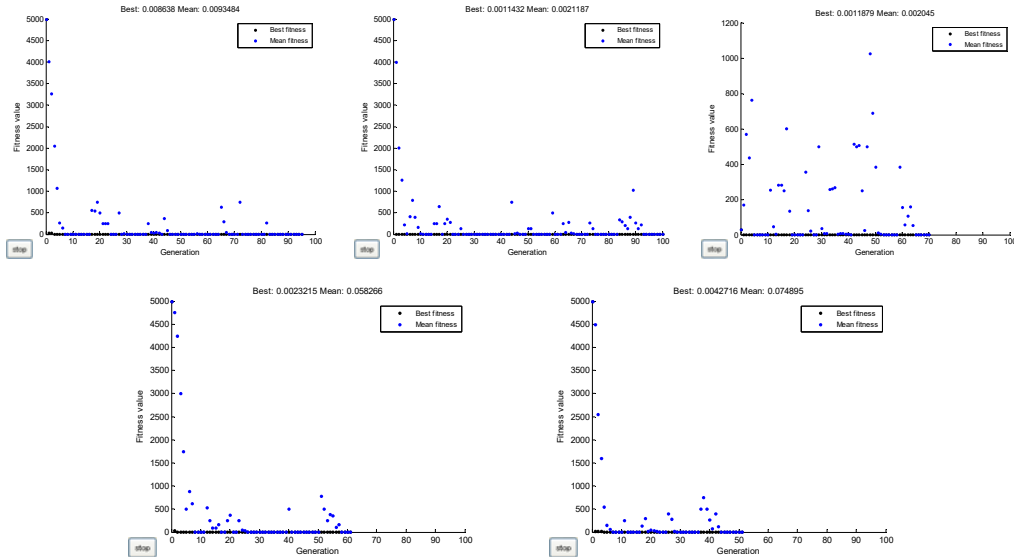 Best: 0.008638 Mean: 0.0093484
5000
4500
4000
3500
3000
2500
2000
1500
1000
500
0
Fitness value
Best fitness
Mean fitness
0 10 20 30 40 50 60 70 80 90 100
Generation
stop
Best: 0.0011432 Mean: 0.0021187
5000
4500
4000
3500
3000
2500
2000
1500
1000
500
0
Fitness value
Best fitness
Mean fitness
0 10 20 30 40 50 60 70 80 90 100
Generation
stop
Best: 0.0011879 Mean: 0.002045
1200
1000
800
600
400
200
0
Fitness value
Best fitness
Mean fitness
0 10 20 30 40 50 60 70 80 90 100
Generation
stop
Best: 0.0023215 Mean: 0.058266
5000
4500
4000
3500
3000
2500
2000
1500
1000
500
0
Fitness value
Best fitness
Mean fitness
0 10 20 30 40 50 60 70 80 90 100
Generation
stop
Best: 0.0042716 Mean: 0.074895
5000
4500
4000
3500
3000
2500
2000
1500
1000
500
0
Fitness value
Best fitness
Mean fitness
0 10 20 30 40 50 60 70 80 90 100
Generation
stop